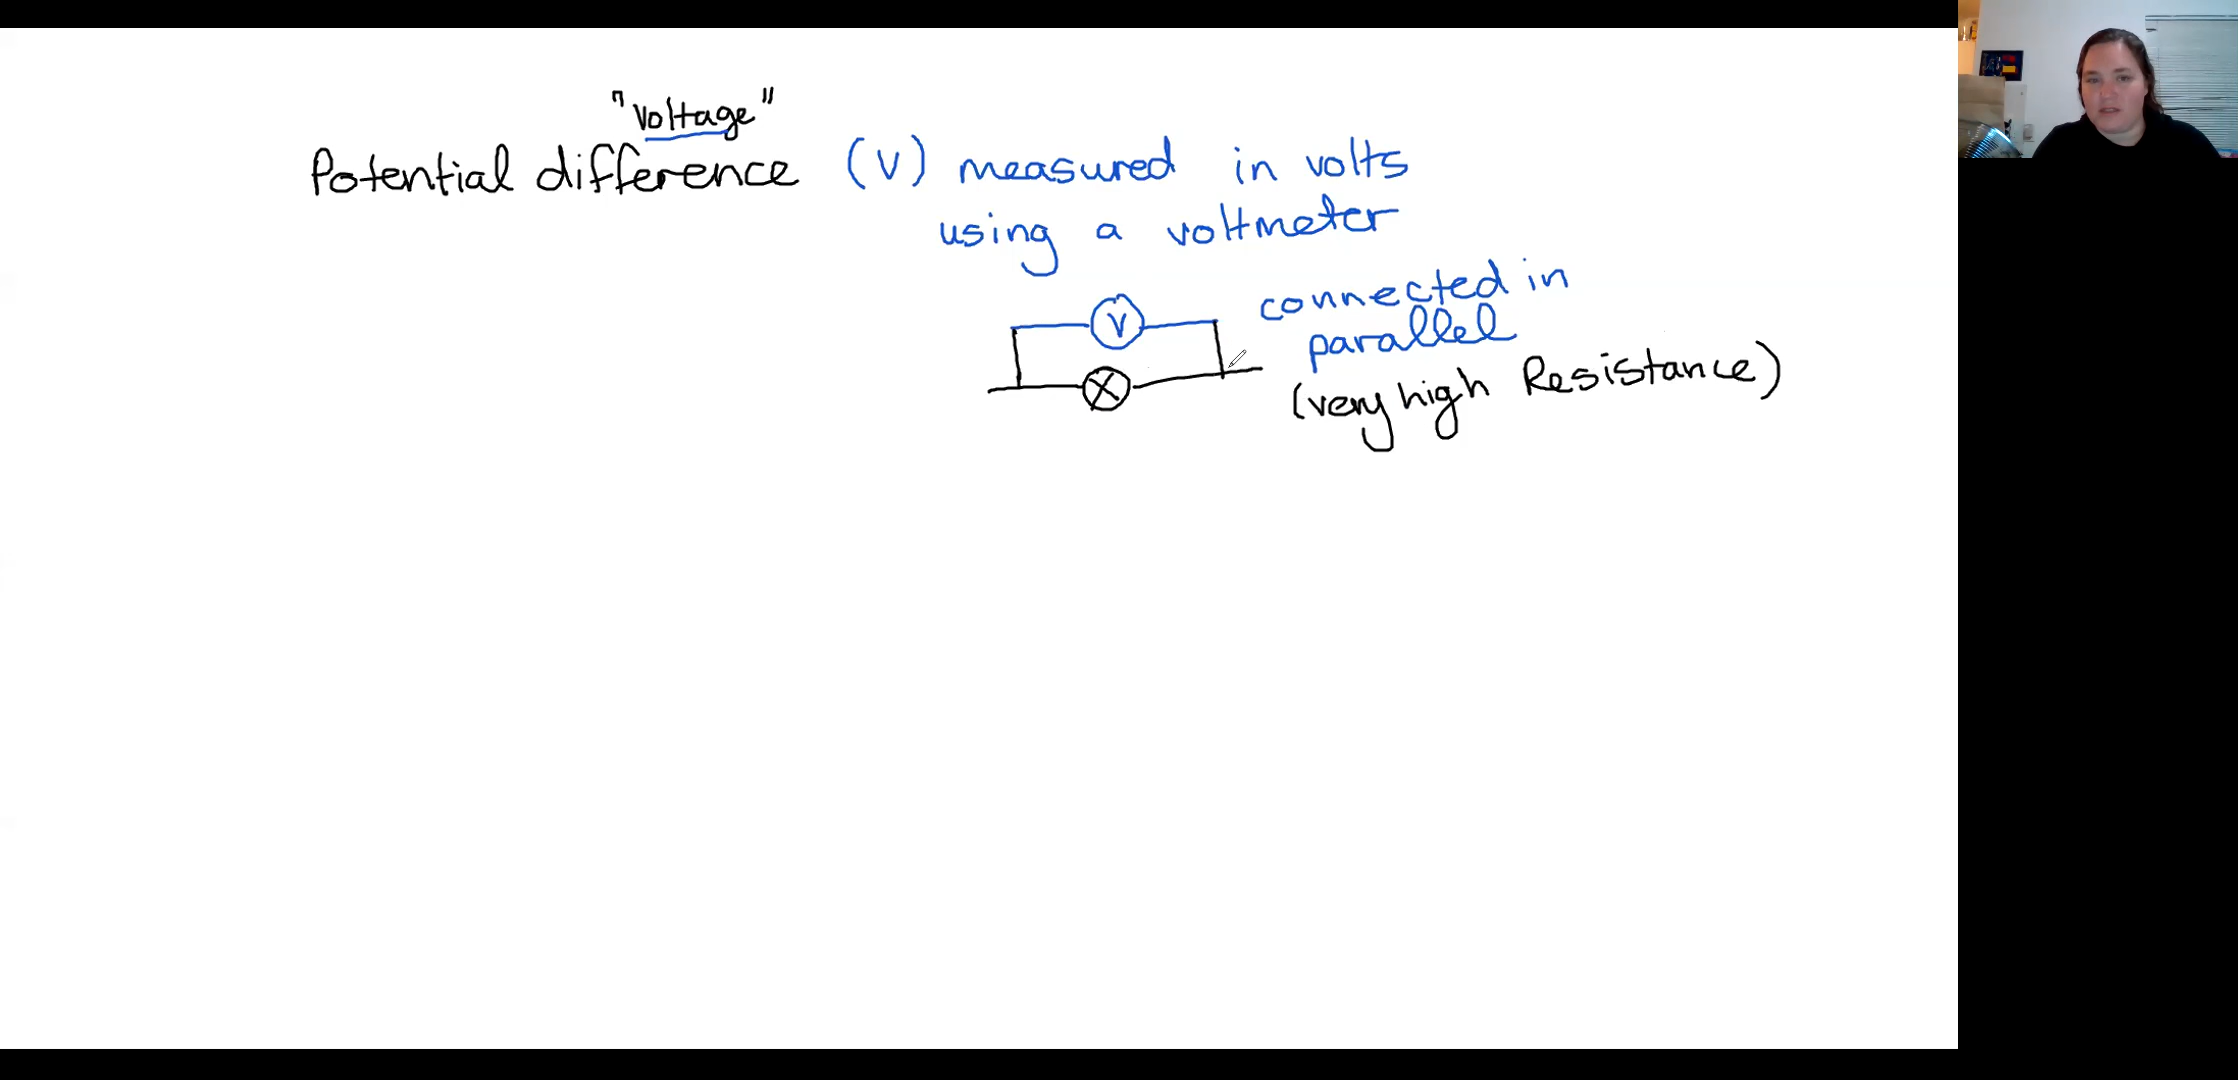 "Voltage"
Potential difference (V) measured in volts
using a voltmeter
connected in
parallel
V
(very high Resistance)